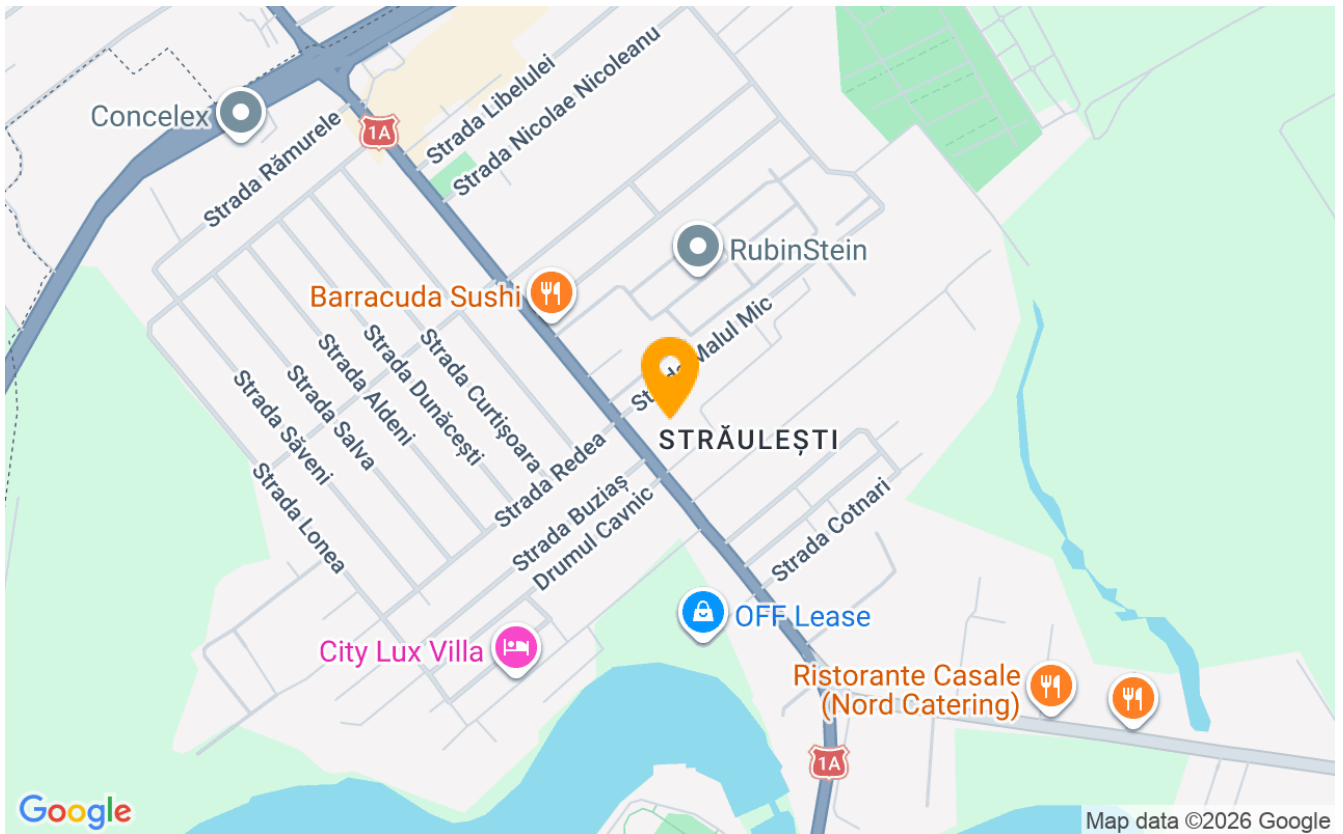 Concelex
1A
Strada Rămurele
Strada Libelulei
Strada Nicolae Nicoleanu
RubinStein
Barracuda Sushi
Malul Mic
STRĂULEȘTI
Strada Curtișoara
Strada Dunăcești
Strada Aldeni
Strada Salva
Strada Săveni
Strada Lonea
Strada Redea
Strada Buziaș
Drumul Cavnic
Strada Cotnari
OFF Lease
City Lux Villa
Ristorante Casale
(Nord Catering)
1A
Google
Map data ©2026 Google